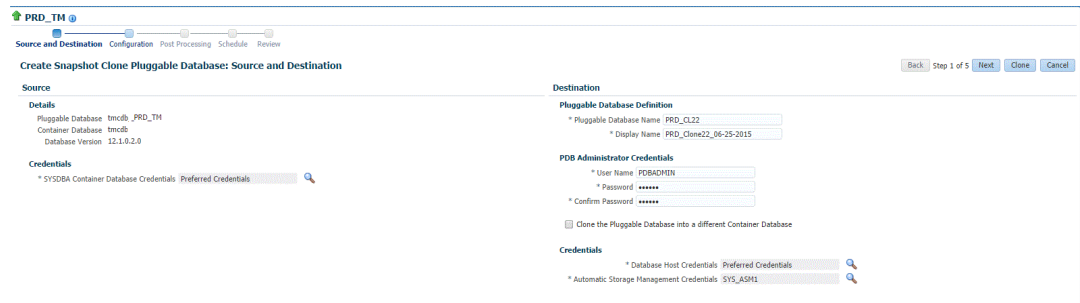 PRD_TM
Source and Destination Configuration Post Processing Schedule Review
Create Snapshot Clone Pluggable Database: Source and Destination
Back Step 1 of 5 Next Clone Cancel
Source
Details
Pluggable Database tmcdb _PRD_TM
Container Database tmcdb
Database Version 12.1.0.2.0
Credentials
* SYSDBA Container Database Credentials Preferred Credentials
Destination
Pluggable Database Definition
* Pluggable Database Name PRD_CL22
* Display Name PRD_Clone22_06-25-2015
PDB Administrator Credentials
* User Name PDBADMIN
* Password ••••••
* Confirm Password ••••••
Clone the Pluggable Database into a different Container Database
Credentials
* Database Host Credentials Preferred Credentials
* Automatic Storage Management Credentials SYS_ASM1